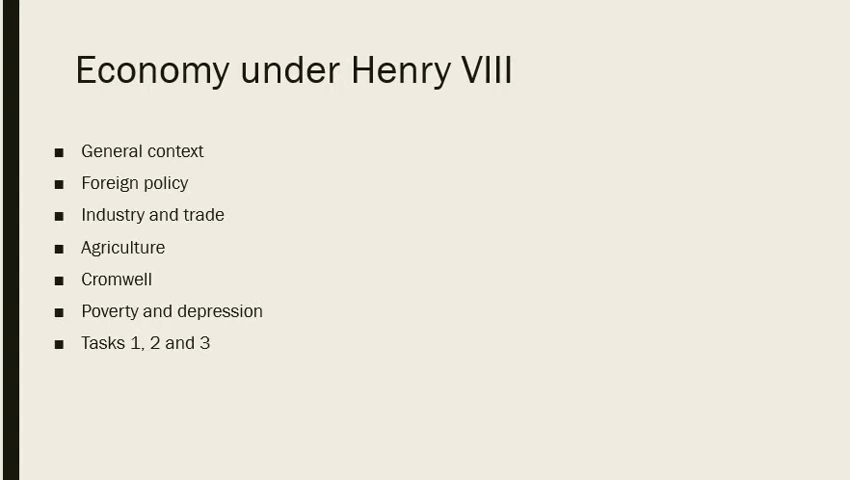 Economy under Henry VIII
■ General context
■ Foreign policy
■ Industry and trade
■ Agriculture
■ Cromwell
■ Poverty and depression
■ Tasks 1, 2 and 3